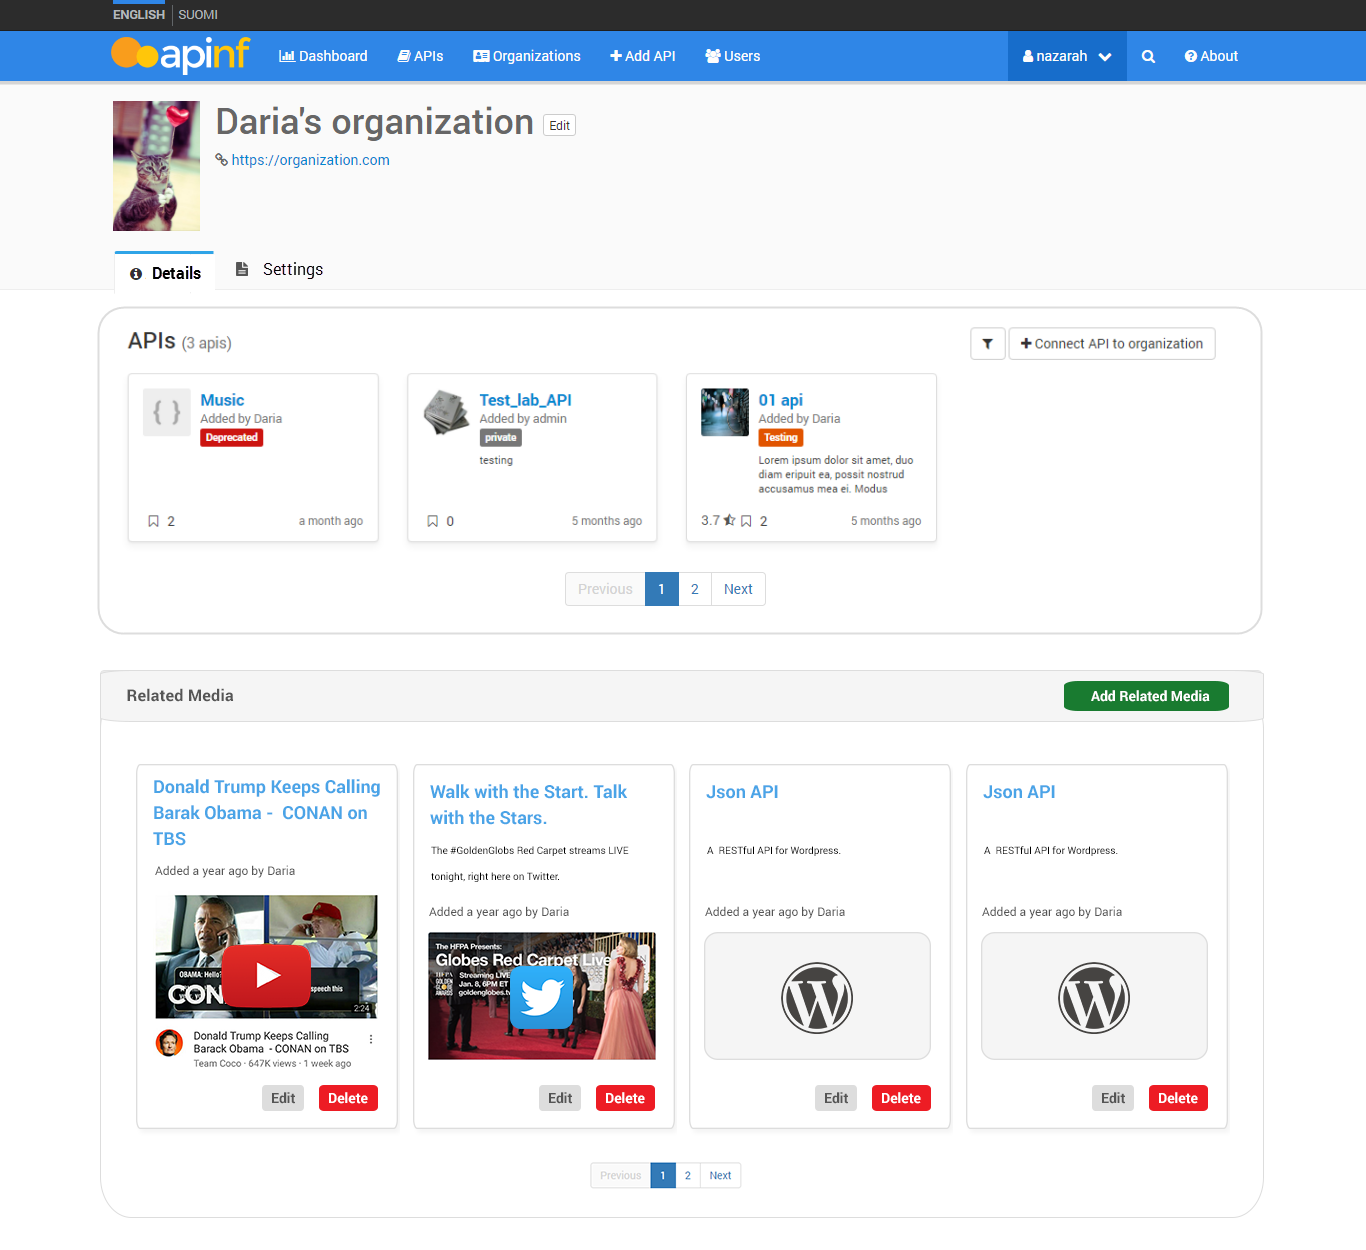 ENGLISH SUOMI
apinf Dashboard APIs Organizations Add API Users nazarah About
Daria's organization Edit
https://organization.com
Details Settings
APIs (3 apis) Connect API to organization
Music
Added by Daria
Deprecated
2 a month ago
Test_lab_API
Added by admin
private
testing
0 5 months ago
01 api
Added by Daria
Testing
Lorem ipsum dolor sit amet, duo
diam eripuit ea, possit nostrud
accusamus mea ei. Modus
3.7 2 5 months ago
Previous 1 2 Next
Related Media Add Related Media
Donald Trump Keeps Calling
Barak Obama - CONAN on
TBS
Added a year ago by Daria
OBAMA: Hello?
speech this
CON
2:24
Donald Trump Keeps Calling
Barack Obama - CONAN on TBS
Team Coco · 647K views · 1 week ago
Edit Delete
Walk with the Start. Talk
with the Stars.
The #GoldenGlobs Red Carpet streams LIVE
tonight, right here on Twitter.
Added a year ago by Daria
The HFPA Presents:
Globes Red Carpet Live
HFPA
GOLDEN
GLOBE
AWARDS
Streaming LIVE
Jan. 8, 6PM ET
goldenglobes.t
Edit Delete
Json API
A RESTful API for Wordpress.
Added a year ago by Daria
Edit Delete
Json API
A RESTful API for Wordpress.
Added a year ago by Daria
Edit Delete
Previous 1 2 Next